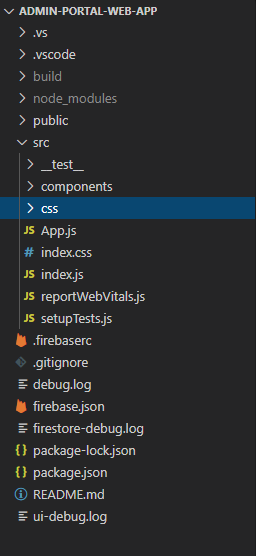 ADMIN-PORTAL-WEB-APP
.vs
.vscode
build
node_modules
public
src
__test__
components
css
JS App.js
# index.css
JS index.js
JS reportWebVitals.js
JS setupTests.js
.firebaserc
.gitignore
debug.log
firebase.json
firestore-debug.log
{} package-lock.json
{} package.json
README.md
ui-debug.log